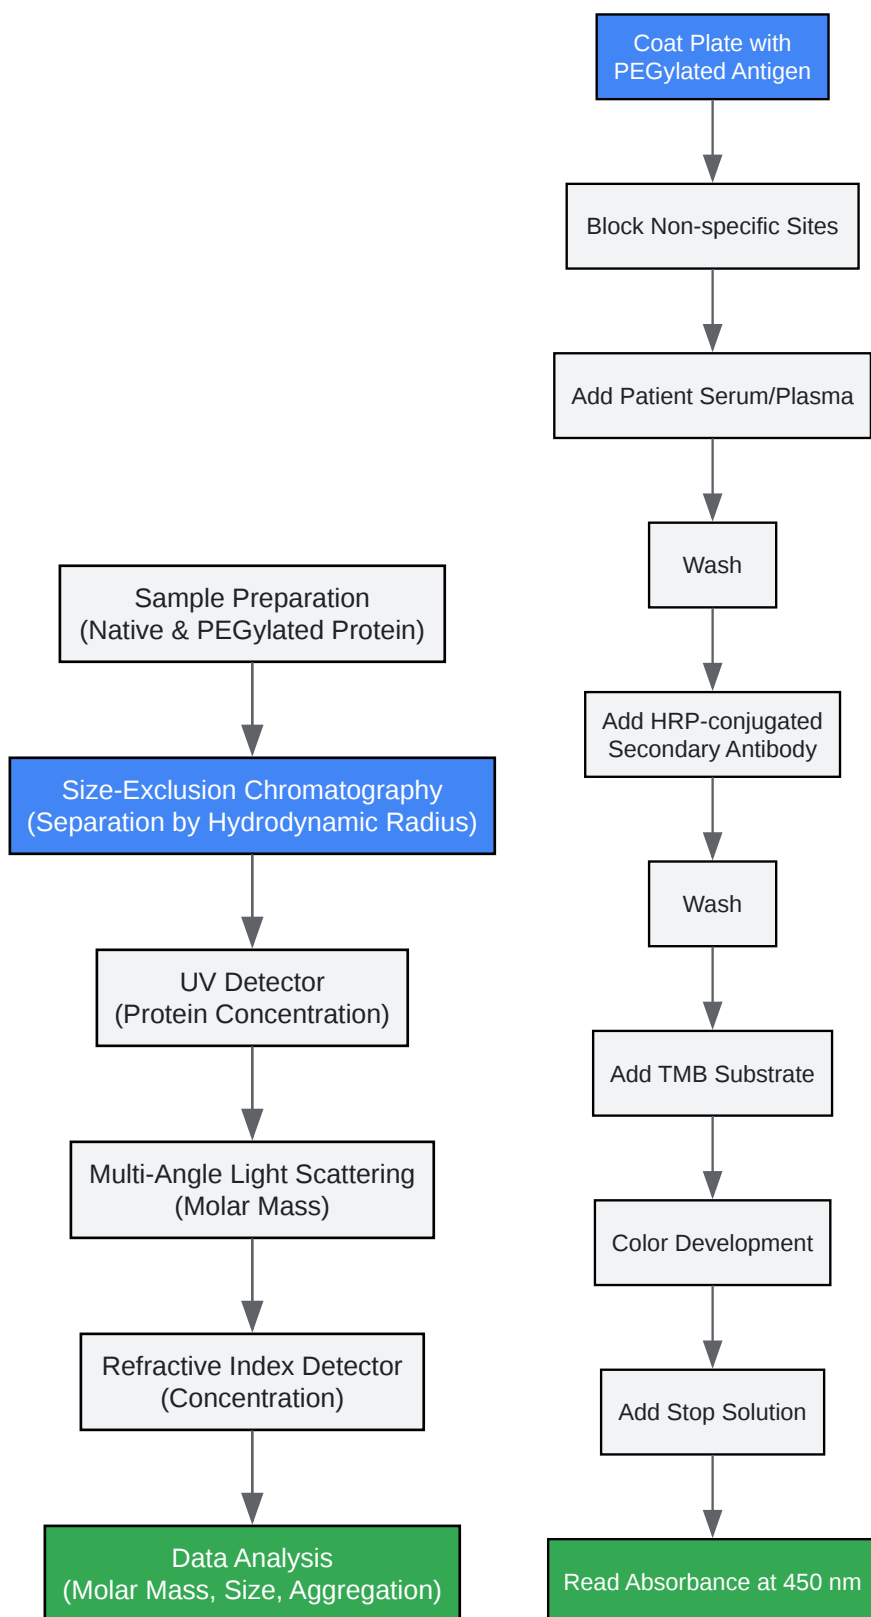 Sample Preparation
(Native & PEGylated Protein)
Size-Exclusion Chromatography
(Separation by Hydrodynamic Radius)
UV Detector
(Protein Concentration)
Multi-Angle Light Scattering
(Molar Mass)
Refractive Index Detector
(Concentration)
Data Analysis
(Molar Mass, Size, Aggregation)
Coat Plate with
PEGylated Antigen
Block Non-specific Sites
Add Patient Serum/Plasma
Wash
Add HRP-conjugated
Secondary Antibody
Wash
Add TMB Substrate
Color Development
Add Stop Solution
Read Absorbance at 450 nm